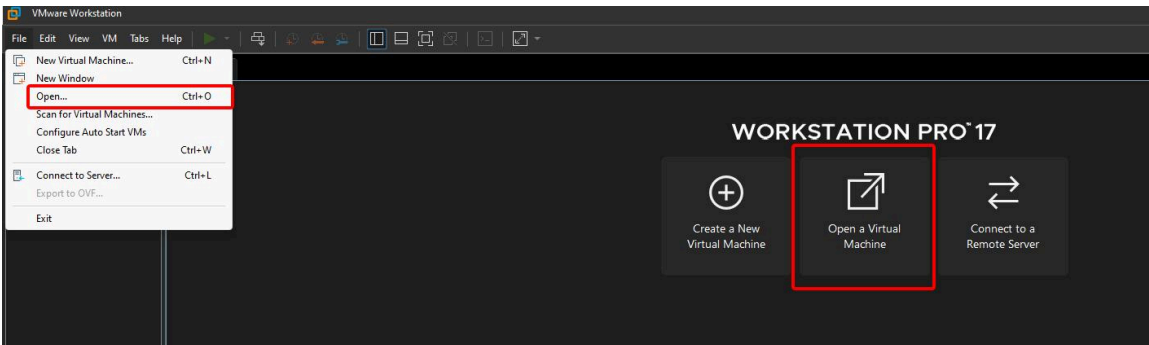 VMware Workstation
File Edit View VM Tabs Help
New Virtual Machine... Ctrl+N
New Window
Open... Ctrl+O
Scan for Virtual Machines...
Configure Auto Start VMs
Close Tab Ctrl+W
Connect to Server... Ctrl+L
Export to OVF...
Exit
WORKSTATION PRO™ 17
Create a New
Virtual Machine
Open a Virtual
Machine
Connect to a
Remote Server